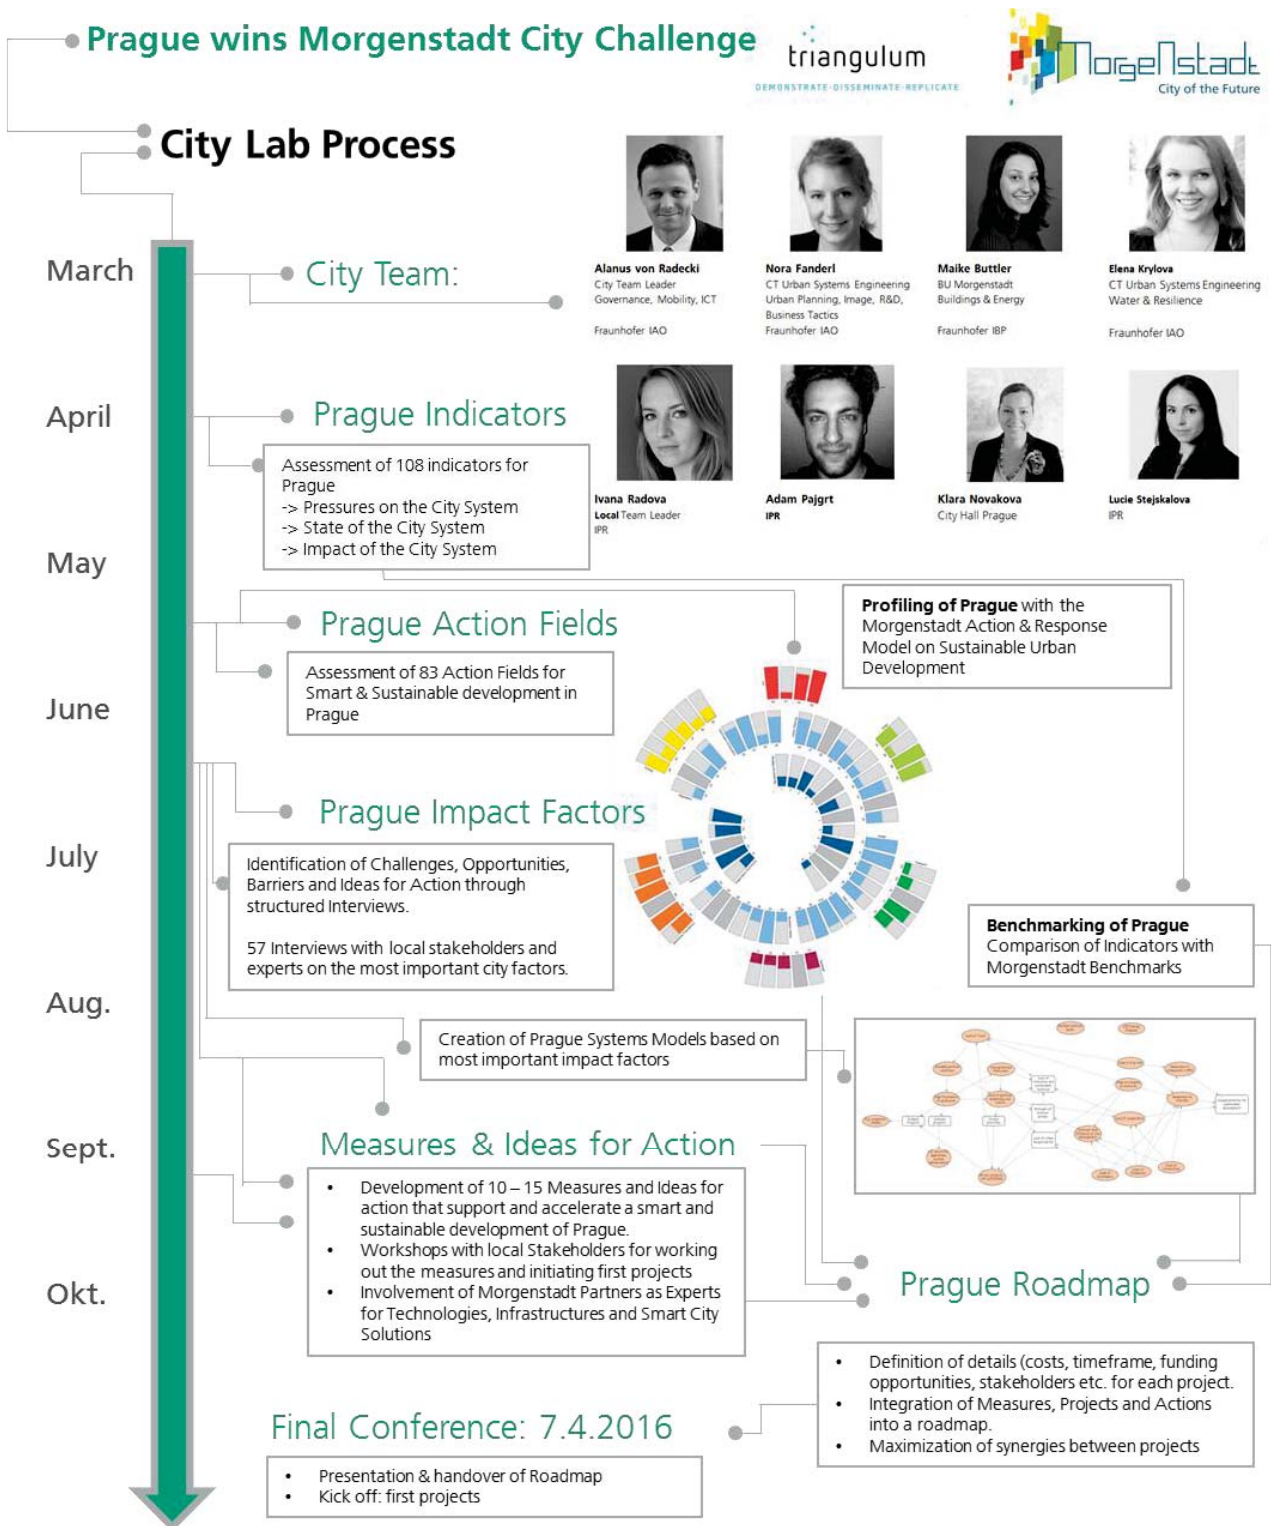 Prague wins Morgenstadt City Challenge
triangulum
DEMONSTRATE·DISSEMINATE·REPLICATE
MorgeNstadt
City of the Future
City Lab Process
March
City Team:
Alanus von Radecki
City Team Leader
Governance, Mobility, ICT
Fraunhofer IAO
Nora Fanderl
CT Urban Systems Engineering
Urban Planning, Image, R&D,
Business Tactics
Fraunhofer IAO
Maike Buttler
BU Morgenstadt
Buildings & Energy
Fraunhofer IBP
Elena Krylova
CT Urban Systems Engineering
Water & Resilience
Fraunhofer IAO
Ivana Radova
Local Team Leader
IPR
Adam Pajgrt
IPR
Klara Novakova
City Hall Prague
Lucie Stejskalova
IPR
April
Prague Indicators
Assessment of 108 indicators for
Prague
-> Pressures on the City System
-> State of the City System
-> Impact of the City System
May
Prague Action Fields
Assessment of 83 Action Fields for
Smart & Sustainable development in
Prague
Profiling of Prague with the
Morgenstadt Action & Response
Model on Sustainable Urban
Development
June
Prague Impact Factors
July
Identification of Challenges, Opportunities,
Barriers and Ideas for Action through
structured Interviews.
57 Interviews with local stakeholders and
experts on the most important city factors.
Benchmarking of Prague
Comparison of Indicators with
Morgenstadt Benchmarks
Aug.
Creation of Prague Systems Models based on
most important impact factors
Sept.
Measures & Ideas for Action
• Development of 10 – 15 Measures and Ideas for
action that support and accelerate a smart and
sustainable development of Prague.
• Workshops with local Stakeholders for working
out the measures and initiating first projects
• Involvement of Morgenstadt Partners as Experts
for Technologies, Infrastructures and Smart City
Solutions
Okt.
Prague Roadmap
• Definition of details (costs, timeframe, funding
opportunities, stakeholders etc. for each project.
• Integration of Measures, Projects and Actions
into a roadmap.
• Maximization of synergies between projects
Final Conference: 7.4.2016
• Presentation & handover of Roadmap
• Kick off: first projects